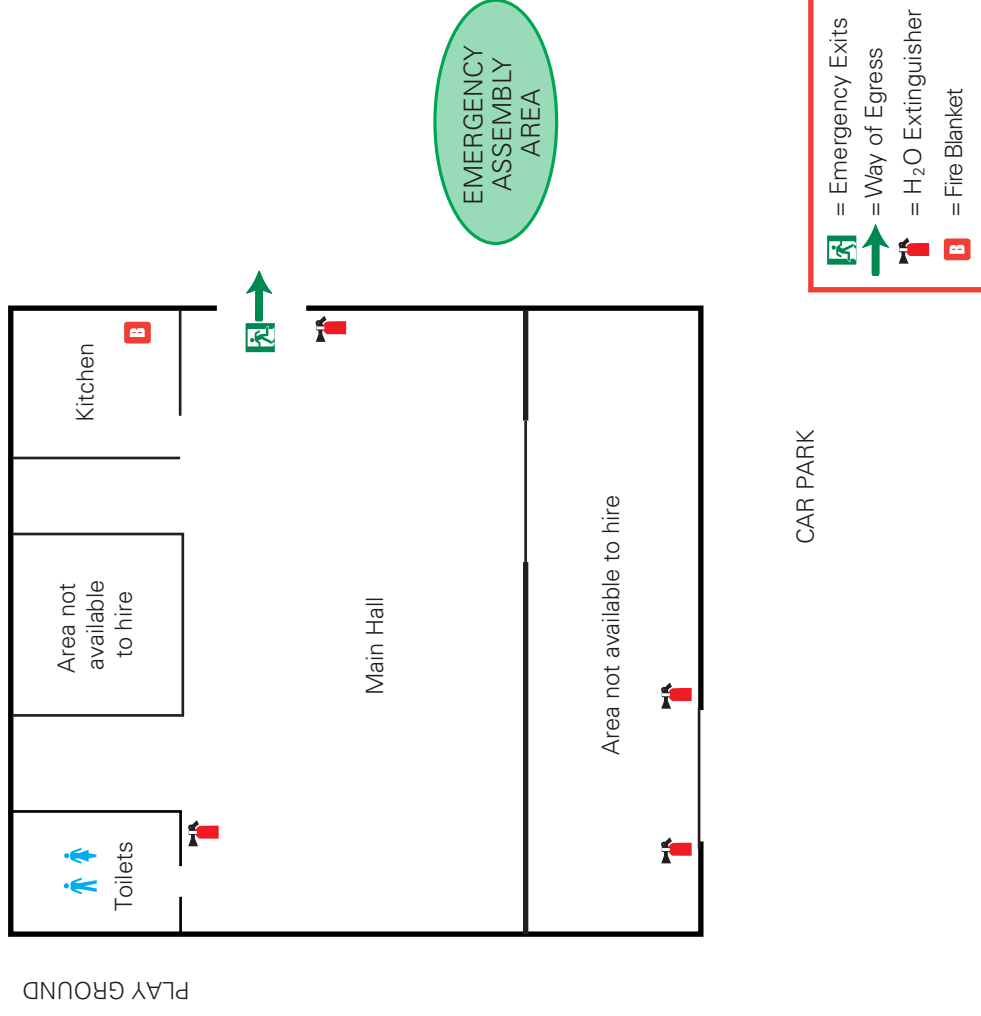 PLAY GROUND
Toilets
Area not
available
to hire
Kitchen
B
Main Hall
Area not available to hire
EMERGENCY
ASSEMBLY
AREA
CAR PARK
= Emergency Exits
= Way of Egress
= H₂O Extinguisher
B = Fire Blanket